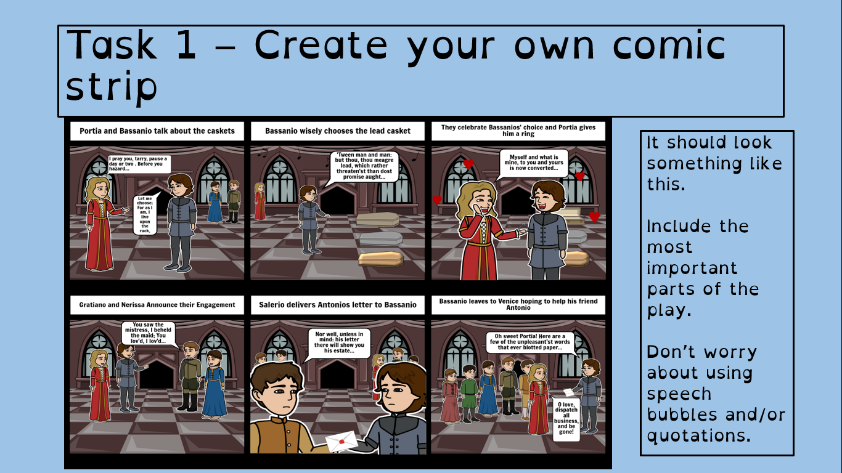 Task 1 – Create your own comic
strip
Portia and Bassanio talk about the caskets
I pray you, tarry, pause a
day or two . Before you
hazard...
Let me
choose;
For as I
am, I
live
upon
the
rack,
Bassanio wisely chooses the lead casket
'Tween man and man:
but thou, thou meagre
lead, which rather
threaten'st than dost
promise aught...
They celebrate Bassanios' choice and Portia gives
him a ring
Myself and what is
mine, to you and yours
is now converted...
Gratiano and Nerissa Announce their Engagement
You saw the
mistress, I beheld
the maid; You
lov'd, I lov'd...
Salerio delivers Antonios letter to Bassanio
Nor well, unless in
mind: his letter
there will show you
his estate...
Bassanio leaves to Venice hoping to help his friend
Antonio
Oh sweet Portia! Here are a
few of the unpleasant'st words
that ever blotted paper...
O love,
dispatch
all
business,
and be
gone!
It should look
something like
this.
Include the
most
important
parts of the
play.
Don't worry
about using
speech
bubbles and/or
quotations.